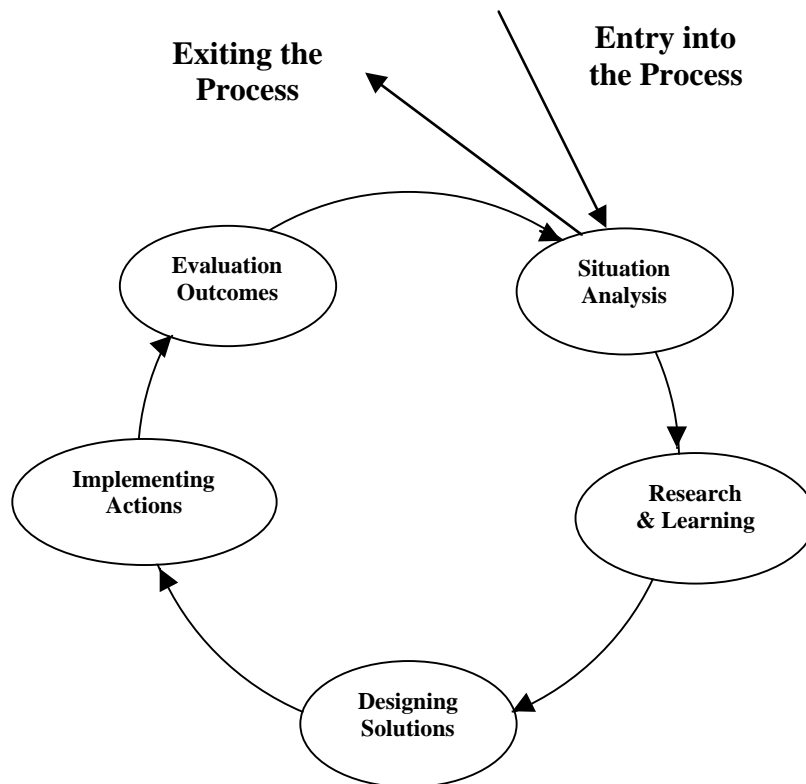 Exiting the
Process
Entry into
the Process
Evaluation
Outcomes
Situation
Analysis
Implementing
Actions
Research
& Learning
Designing
Solutions